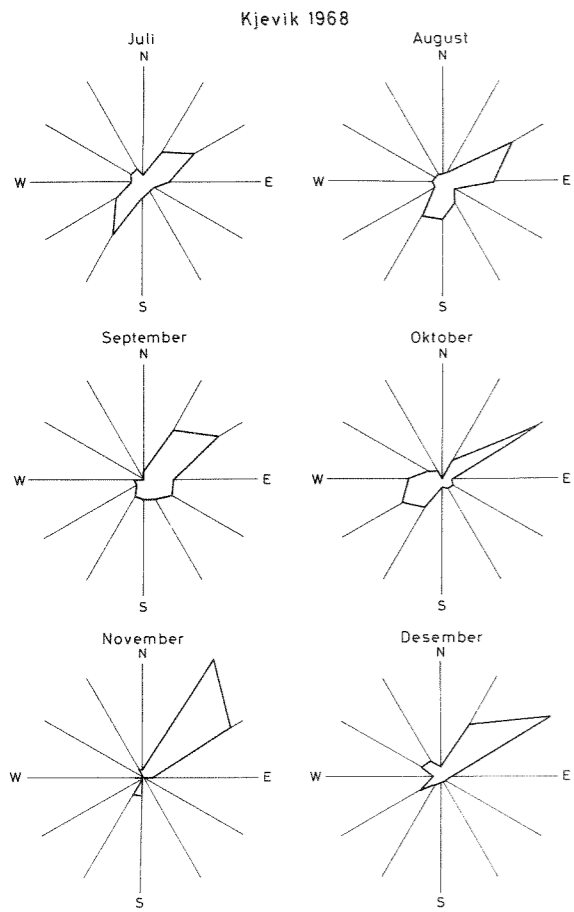 Kjevik 1968
Juli
N
W E
S
August
N
W E
S
September
N
W E
S
Oktober
N
W E
S
November
N
W E
S
Desember
N
W E
S